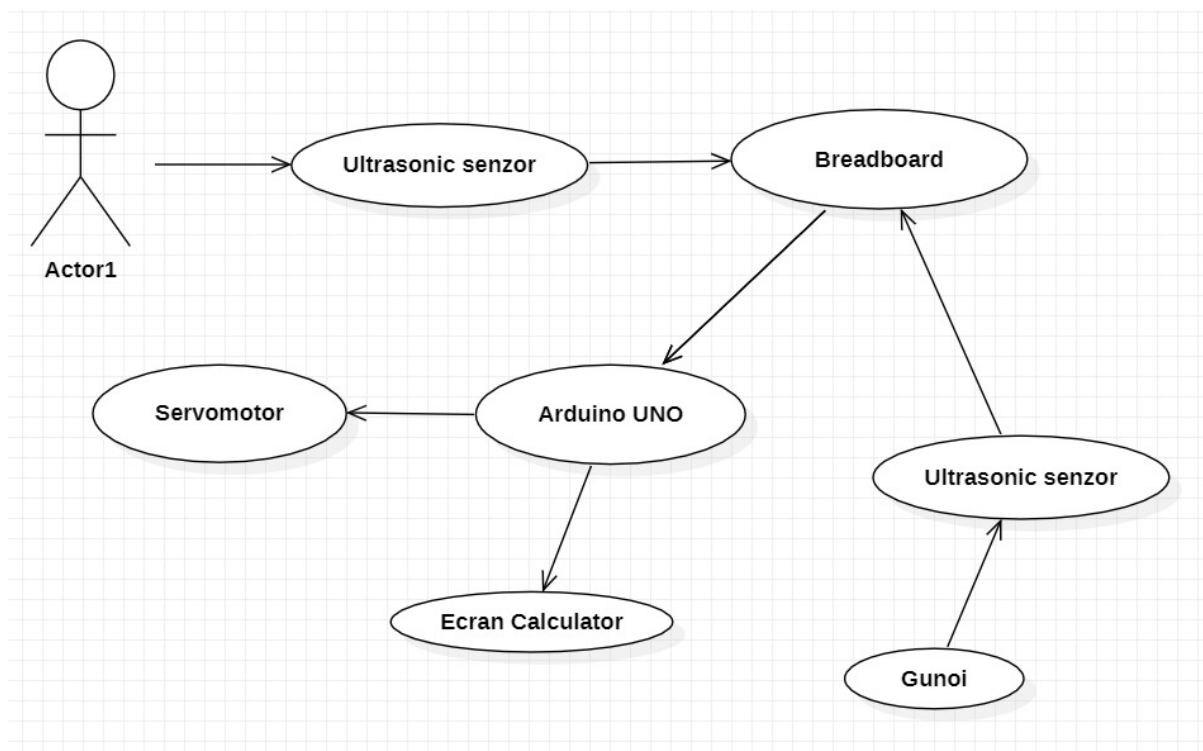 Ultrasonic senzor
Breadboard
Actor1
Servomotor
Arduino UNO
Ultrasonic senzor
Ecran Calculator
Gunoi